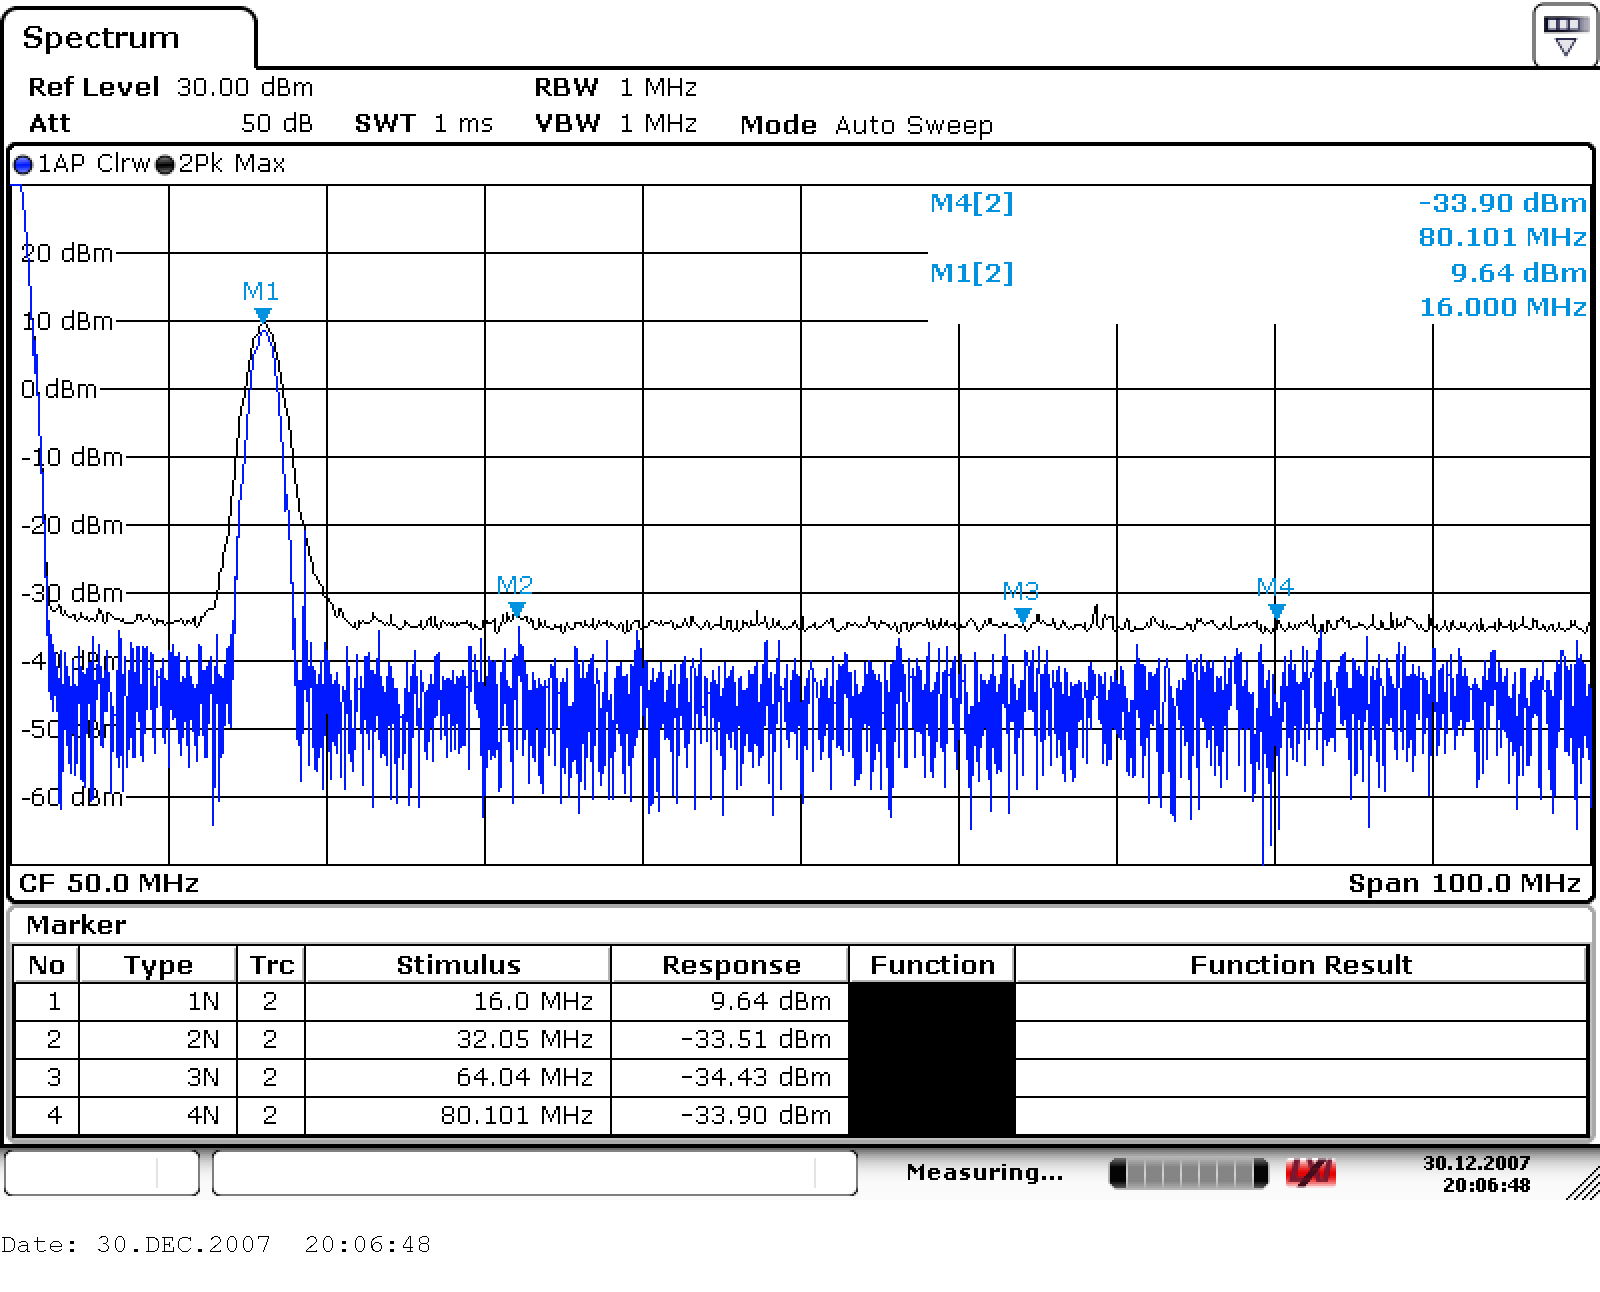 Spectrum
Ref Level 30.00 dBm RBW 1 MHz
Att 50 dB SWT 1 ms VBW 1 MHz Mode Auto Sweep
1AP Clrw 2Pk Max
M4[2] -33.90 dBm
80.101 MHz
20 dBm
M1[2] 9.64 dBm
M1
16.000 MHz
10 dBm
0 dBm
-10 dBm
-20 dBm
M2 M3 M4
-30 dBm
-40 dBm
-50 dBm
-60 dBm
CF 50.0 MHz Span 100.0 MHz
Marker
No Type Trc Stimulus Response Function Function Result
1 1N 2 16.0 MHz 9.64 dBm
2 2N 2 32.05 MHz -33.51 dBm
3 3N 2 64.04 MHz -34.43 dBm
4 4N 2 80.101 MHz -33.90 dBm
Measuring... LXI 30.12.2007
20:06:48
Date: 30.DEC.2007 20:06:48